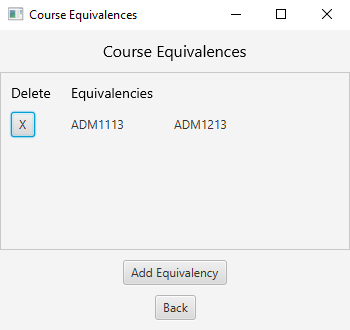 Course Equivalences
Course Equivalences
Delete Equivalencies
X ADM1113 ADM1213
Add Equivalency
Back